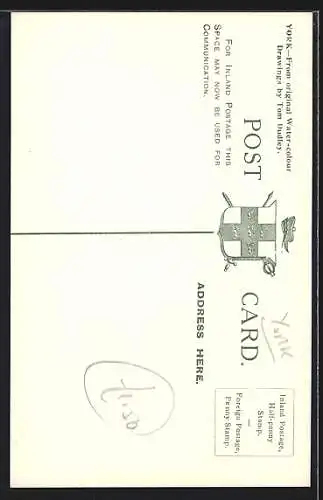 YORK—From original Water-colour
Drawings by Tom Dudley.
POST CARD.
FOR INLAND POSTAGE THIS
SPACE MAY NOW BE USED FOR
COMMUNICATION.
ADDRESS HERE.
Inland Postage,
Half-penny
Stamp.
—
Foreign Postage,
Penny Stamp.
York